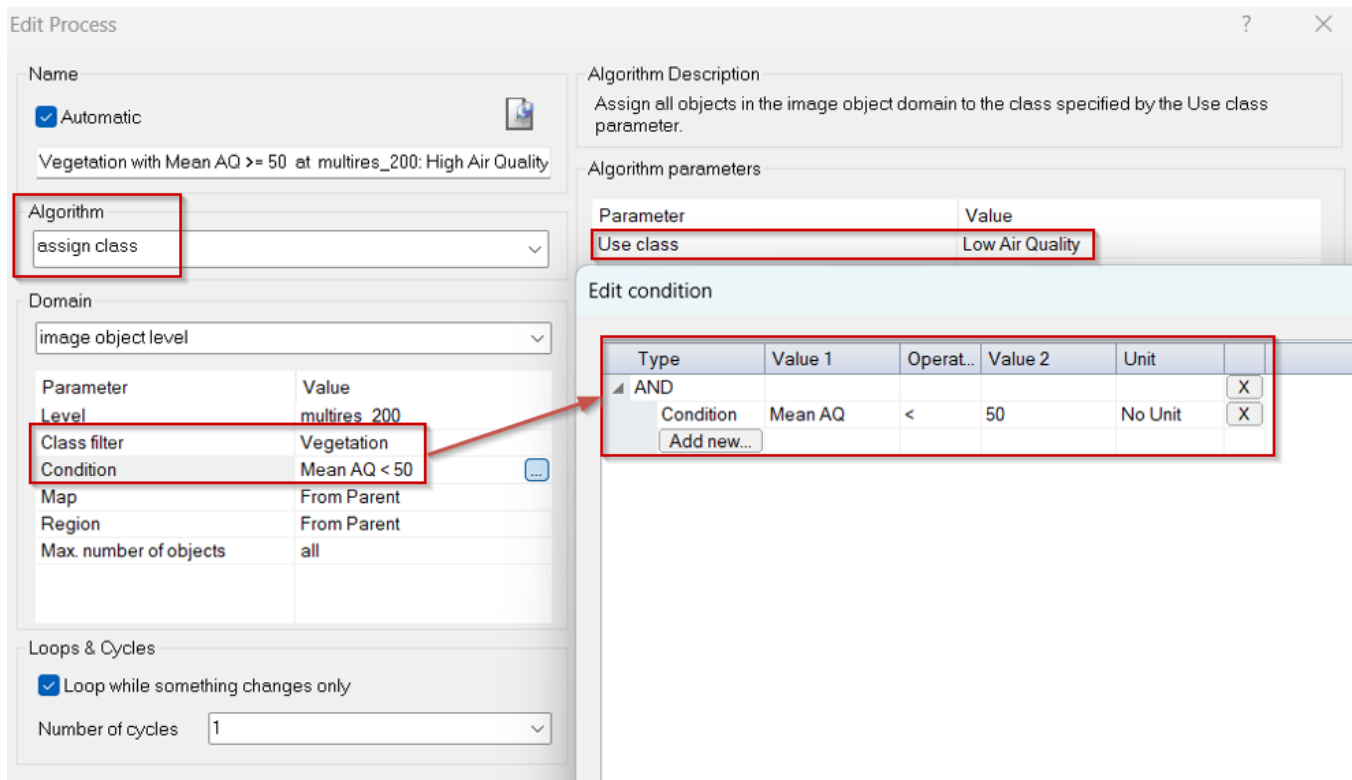 Edit Process
?
Name
Automatic
Vegetation with Mean AQ >= 50 at multires_200: High Air Quality
Algorithm
assign class
Domain
image object level
Parameter Value
Level multires_200
Class filter Vegetation
Condition Mean AQ < 50 ...
Map From Parent
Region From Parent
Max. number of objects all
Loops & Cycles
Loop while something changes only
Number of cycles 1
Algorithm Description
Assign all objects in the image object domain to the class specified by the Use class
parameter.
Algorithm parameters
Parameter Value
Use class Low Air Quality
Edit condition
Type Value 1 Operat... Value 2 Unit
AND X
Condition Mean AQ < 50 No Unit X
Add new...